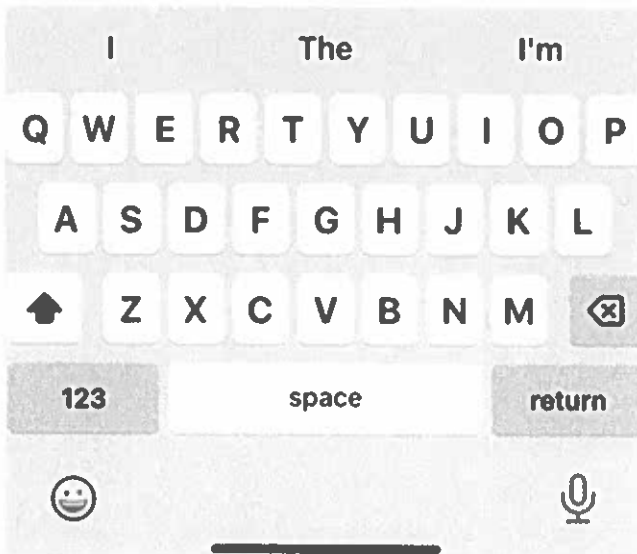 I The I'm
Q W E R T Y U I O P
A S D F G H J K L
Z X C V B N M
123 space return